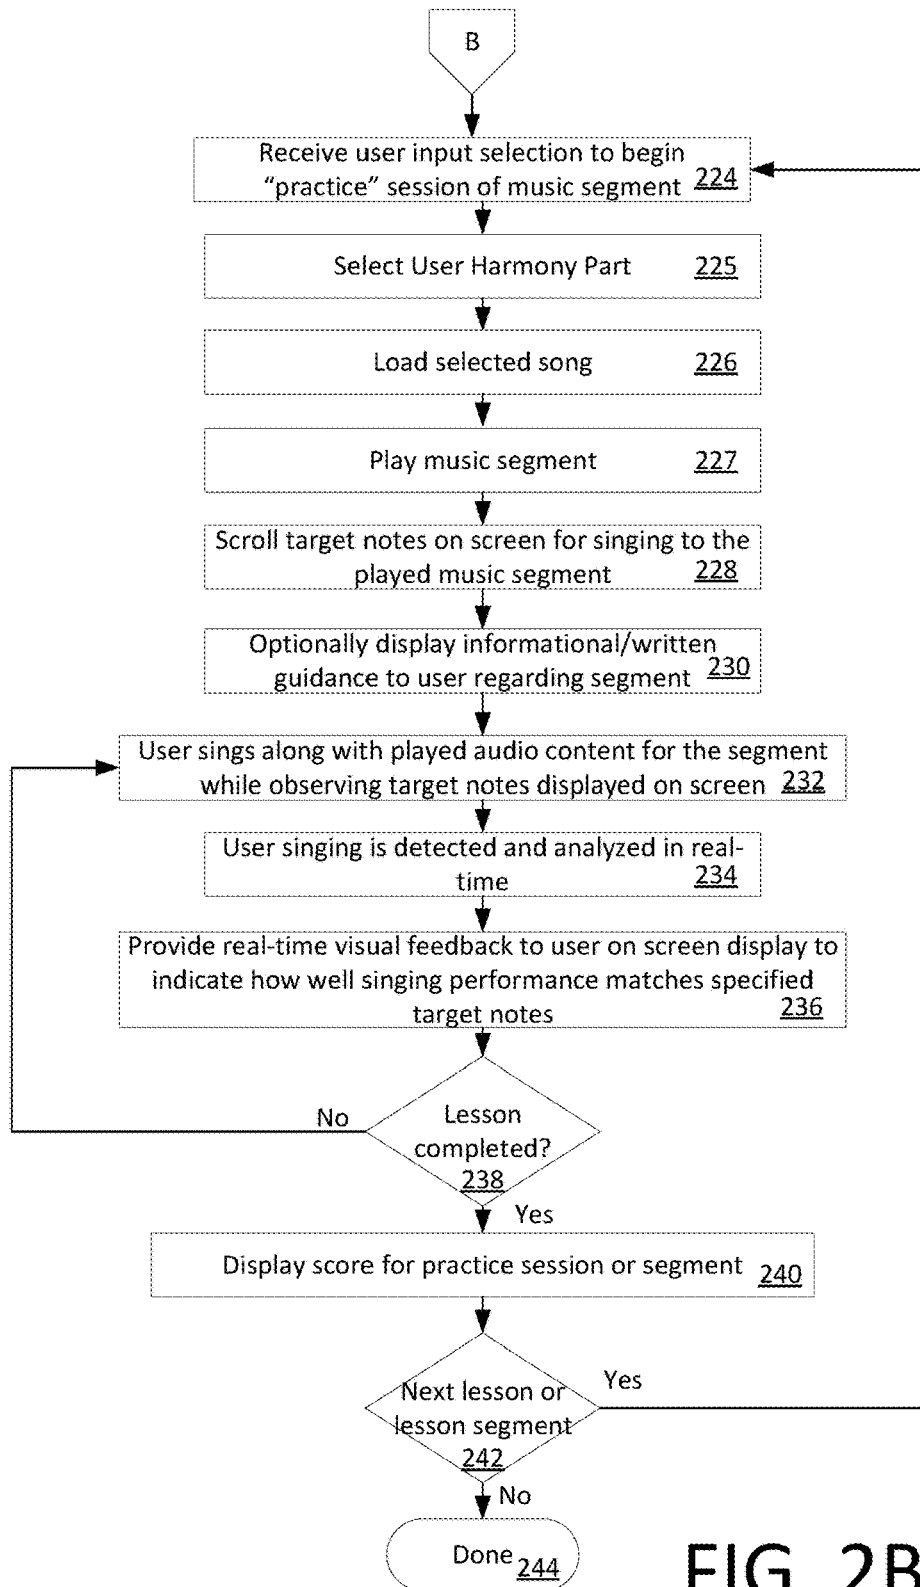 B
Receive user input selection to begin
“practice” session of music segment 224
Select User Harmony Part 225
Load selected song 226
Play music segment 227
Scroll target notes on screen for singing to the
played music segment 228
Optionally display informational/written
guidance to user regarding segment 230
User sings along with played audio content for the segment
while observing target notes displayed on screen 232
User singing is detected and analyzed in real-
time 234
Provide real-time visual feedback to user on screen display to
indicate how well singing performance matches specified
target notes 236
No
Lesson
completed?
238
Yes
Display score for practice session or segment 240
Next lesson or
lesson segment
242
Yes
No
Done 244
FIG. 2B